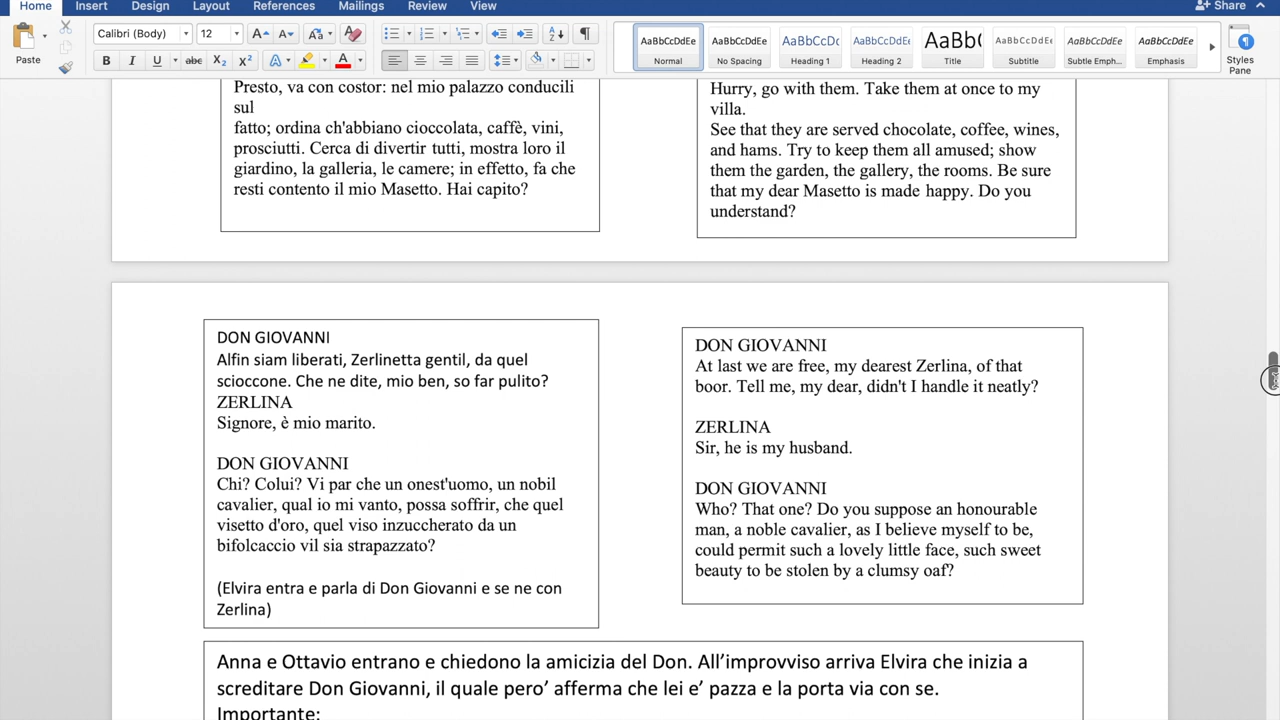 Home Insert Design Layout References Mailings Review View Share
Paste
Calibri (Body) 12
B I U abc X₂ X²
AaBbCcDdEe AaBbCcDdEe AaBbCcDc AaBbCcDdEe AaBb( AaBbCcDdEe AaBbCcDdEe AaBbCcDdEe
Normal No Spacing Heading 1 Heading 2 Title Subtitle Subtle Emph... Emphasis
Styles
Pane
Presto, va con costor: nel mio palazzo conducili
sul
fatto; ordina ch'abbiano cioccolata, caffè, vini,
prosciutti. Cerca di divertir tutti, mostra loro il
giardino, la galleria, le camere; in effetto, fa che
resti contento il mio Masetto. Hai capito?
Hurry, go with them. Take them at once to my
villa.
See that they are served chocolate, coffee, wines,
and hams. Try to keep them all amused; show
them the garden, the gallery, the rooms. Be sure
that my dear Masetto is made happy. Do you
understand?
DON GIOVANNI
Alfin siam liberati, Zerlinetta gentil, da quel
scioccone. Che ne dite, mio ben, so far pulito?
ZERLINA
Signore, è mio marito.
DON GIOVANNI
Chi? Colui? Vi par che un onest'uomo, un nobil
cavalier, qual io mi vanto, possa soffrir, che quel
visetto d'oro, quel viso inzuccherato da un
bifolcaccio vil sia strapazzato?
(Elvira entra e parla di Don Giovanni e se ne con
Zerlina)
DON GIOVANNI
At last we are free, my dearest Zerlina, of that
boor. Tell me, my dear, didn't I handle it neatly?
ZERLINA
Sir, he is my husband.
DON GIOVANNI
Who? That one? Do you suppose an honourable
man, a noble cavalier, as I believe myself to be,
could permit such a lovely little face, such sweet
beauty to be stolen by a clumsy oaf?
Anna e Ottavio entrano e chiedono la amicizia del Don. All’improvviso arriva Elvira che inizia a
screditare Don Giovanni, il quale pero’ afferma che lei e’ pazza e la porta via con se.
Importante: